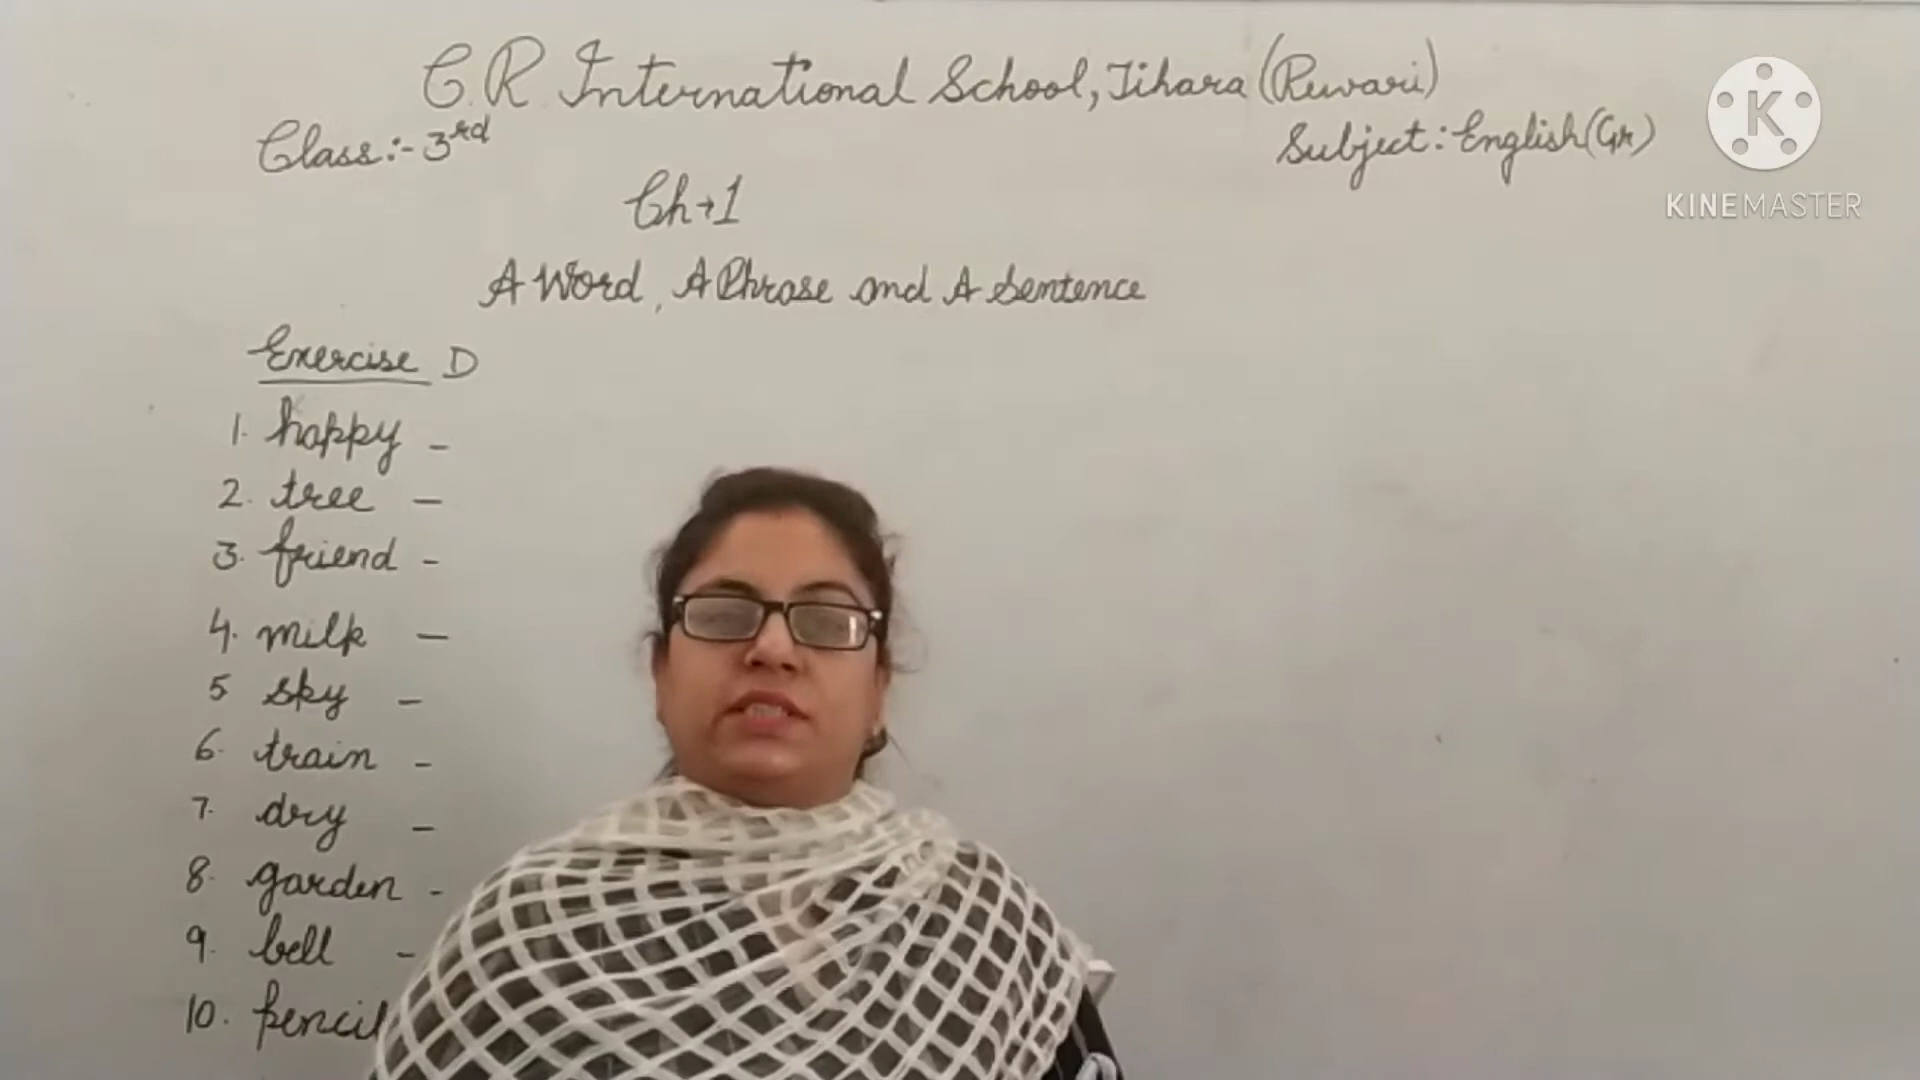 C.R. International School, Jihara (Rewari)
Class:- 3rd
Subject: English (Gr)
Ch → 1
A Word, A Phrase and A Sentence
Exercise D
1. happy -
2. tree -
3. friend -
4. milk -
5 sky -
6. train -
7. dry -
8. garden -
9. bell -
10. pencil
K
KINEMASTER